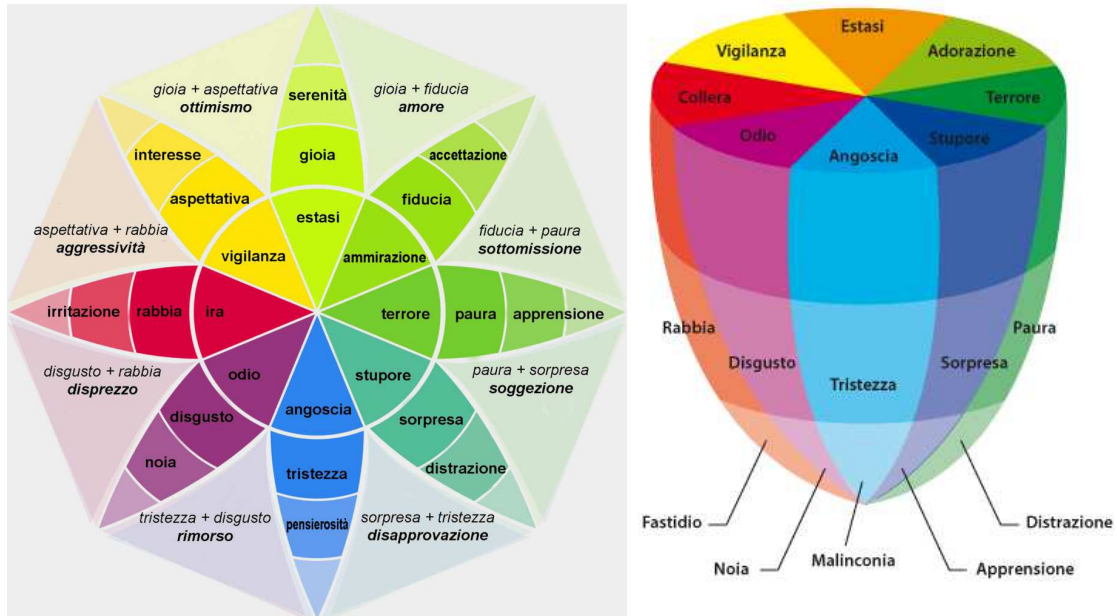 gioia + aspettativa
ottimismo
serenità
gioia + fiducia
amore
interesse
gioia
accettazione
aspettativa
fiducia
estasi
aspettativa + rabbia
aggressività
vigilanza
ammirazione
fiducia + paura
sottomissione
irritazione
rabbia
ira
terrore
paura
apprensione
disgusto + rabbia
disprezzo
odio
stupore
paura + sorpresa
soggezione
disgusto
angoscia
sorpresa
noia
tristezza
distrazione
tristezza + disgusto
rimorso
pensierosità
sorpresa + tristezza
disapprovazione
Estasi
Vigilanza
Adorazione
Collera
Terrore
Odio
Angoscia
Stupore
Rabbia
Paura
Disgusto
Tristezza
Sorpresa
Fastidio
Distrazione
Noia
Malinconia
Apprensione